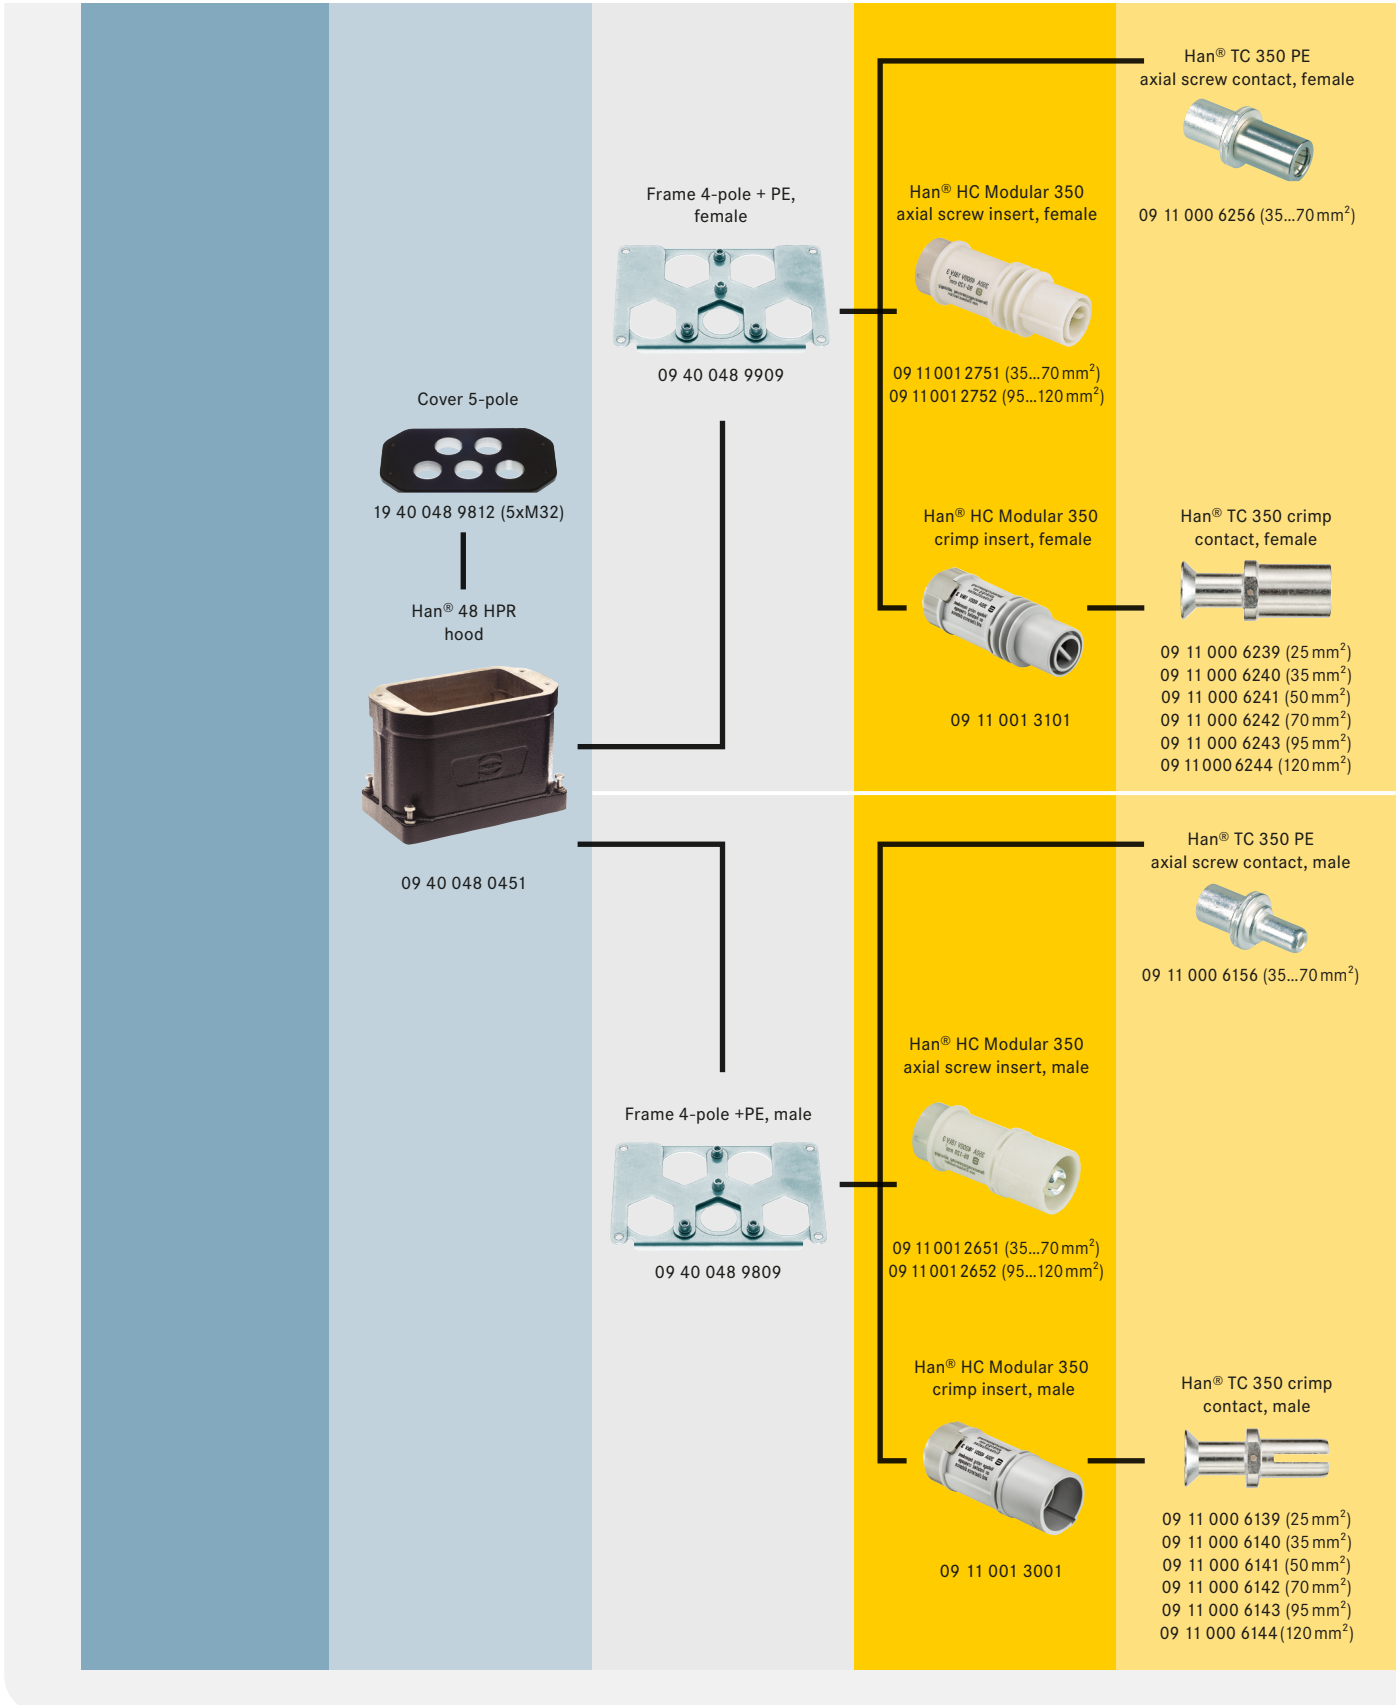 Han® TC 350 PE
axial screw contact, female
09 11 000 6256 (35...70 mm²)
Frame 4-pole + PE,
female
09 40 048 9909
Han® HC Modular 350
axial screw insert, female
09 11 001 2751 (35...70 mm²)
09 11 001 2752 (95...120 mm²)
Cover 5-pole
19 40 048 9812 (5xM32)
Han® 48 HPR
hood
09 40 048 0451
Han® HC Modular 350
crimp insert, female
09 11 001 3101
Han® TC 350 crimp
contact, female
09 11 000 6239 (25 mm²)
09 11 000 6240 (35 mm²)
09 11 000 6241 (50 mm²)
09 11 000 6242 (70 mm²)
09 11 000 6243 (95 mm²)
09 11 000 6244 (120 mm²)
Han® TC 350 PE
axial screw contact, male
09 11 000 6156 (35...70 mm²)
Frame 4-pole +PE, male
09 40 048 9809
Han® HC Modular 350
axial screw insert, male
09 11 001 2651 (35...70 mm²)
09 11 001 2652 (95...120 mm²)
Han® HC Modular 350
crimp insert, male
09 11 001 3001
Han® TC 350 crimp
contact, male
09 11 000 6139 (25 mm²)
09 11 000 6140 (35 mm²)
09 11 000 6141 (50 mm²)
09 11 000 6142 (70 mm²)
09 11 000 6143 (95 mm²)
09 11 000 6144 (120 mm²)